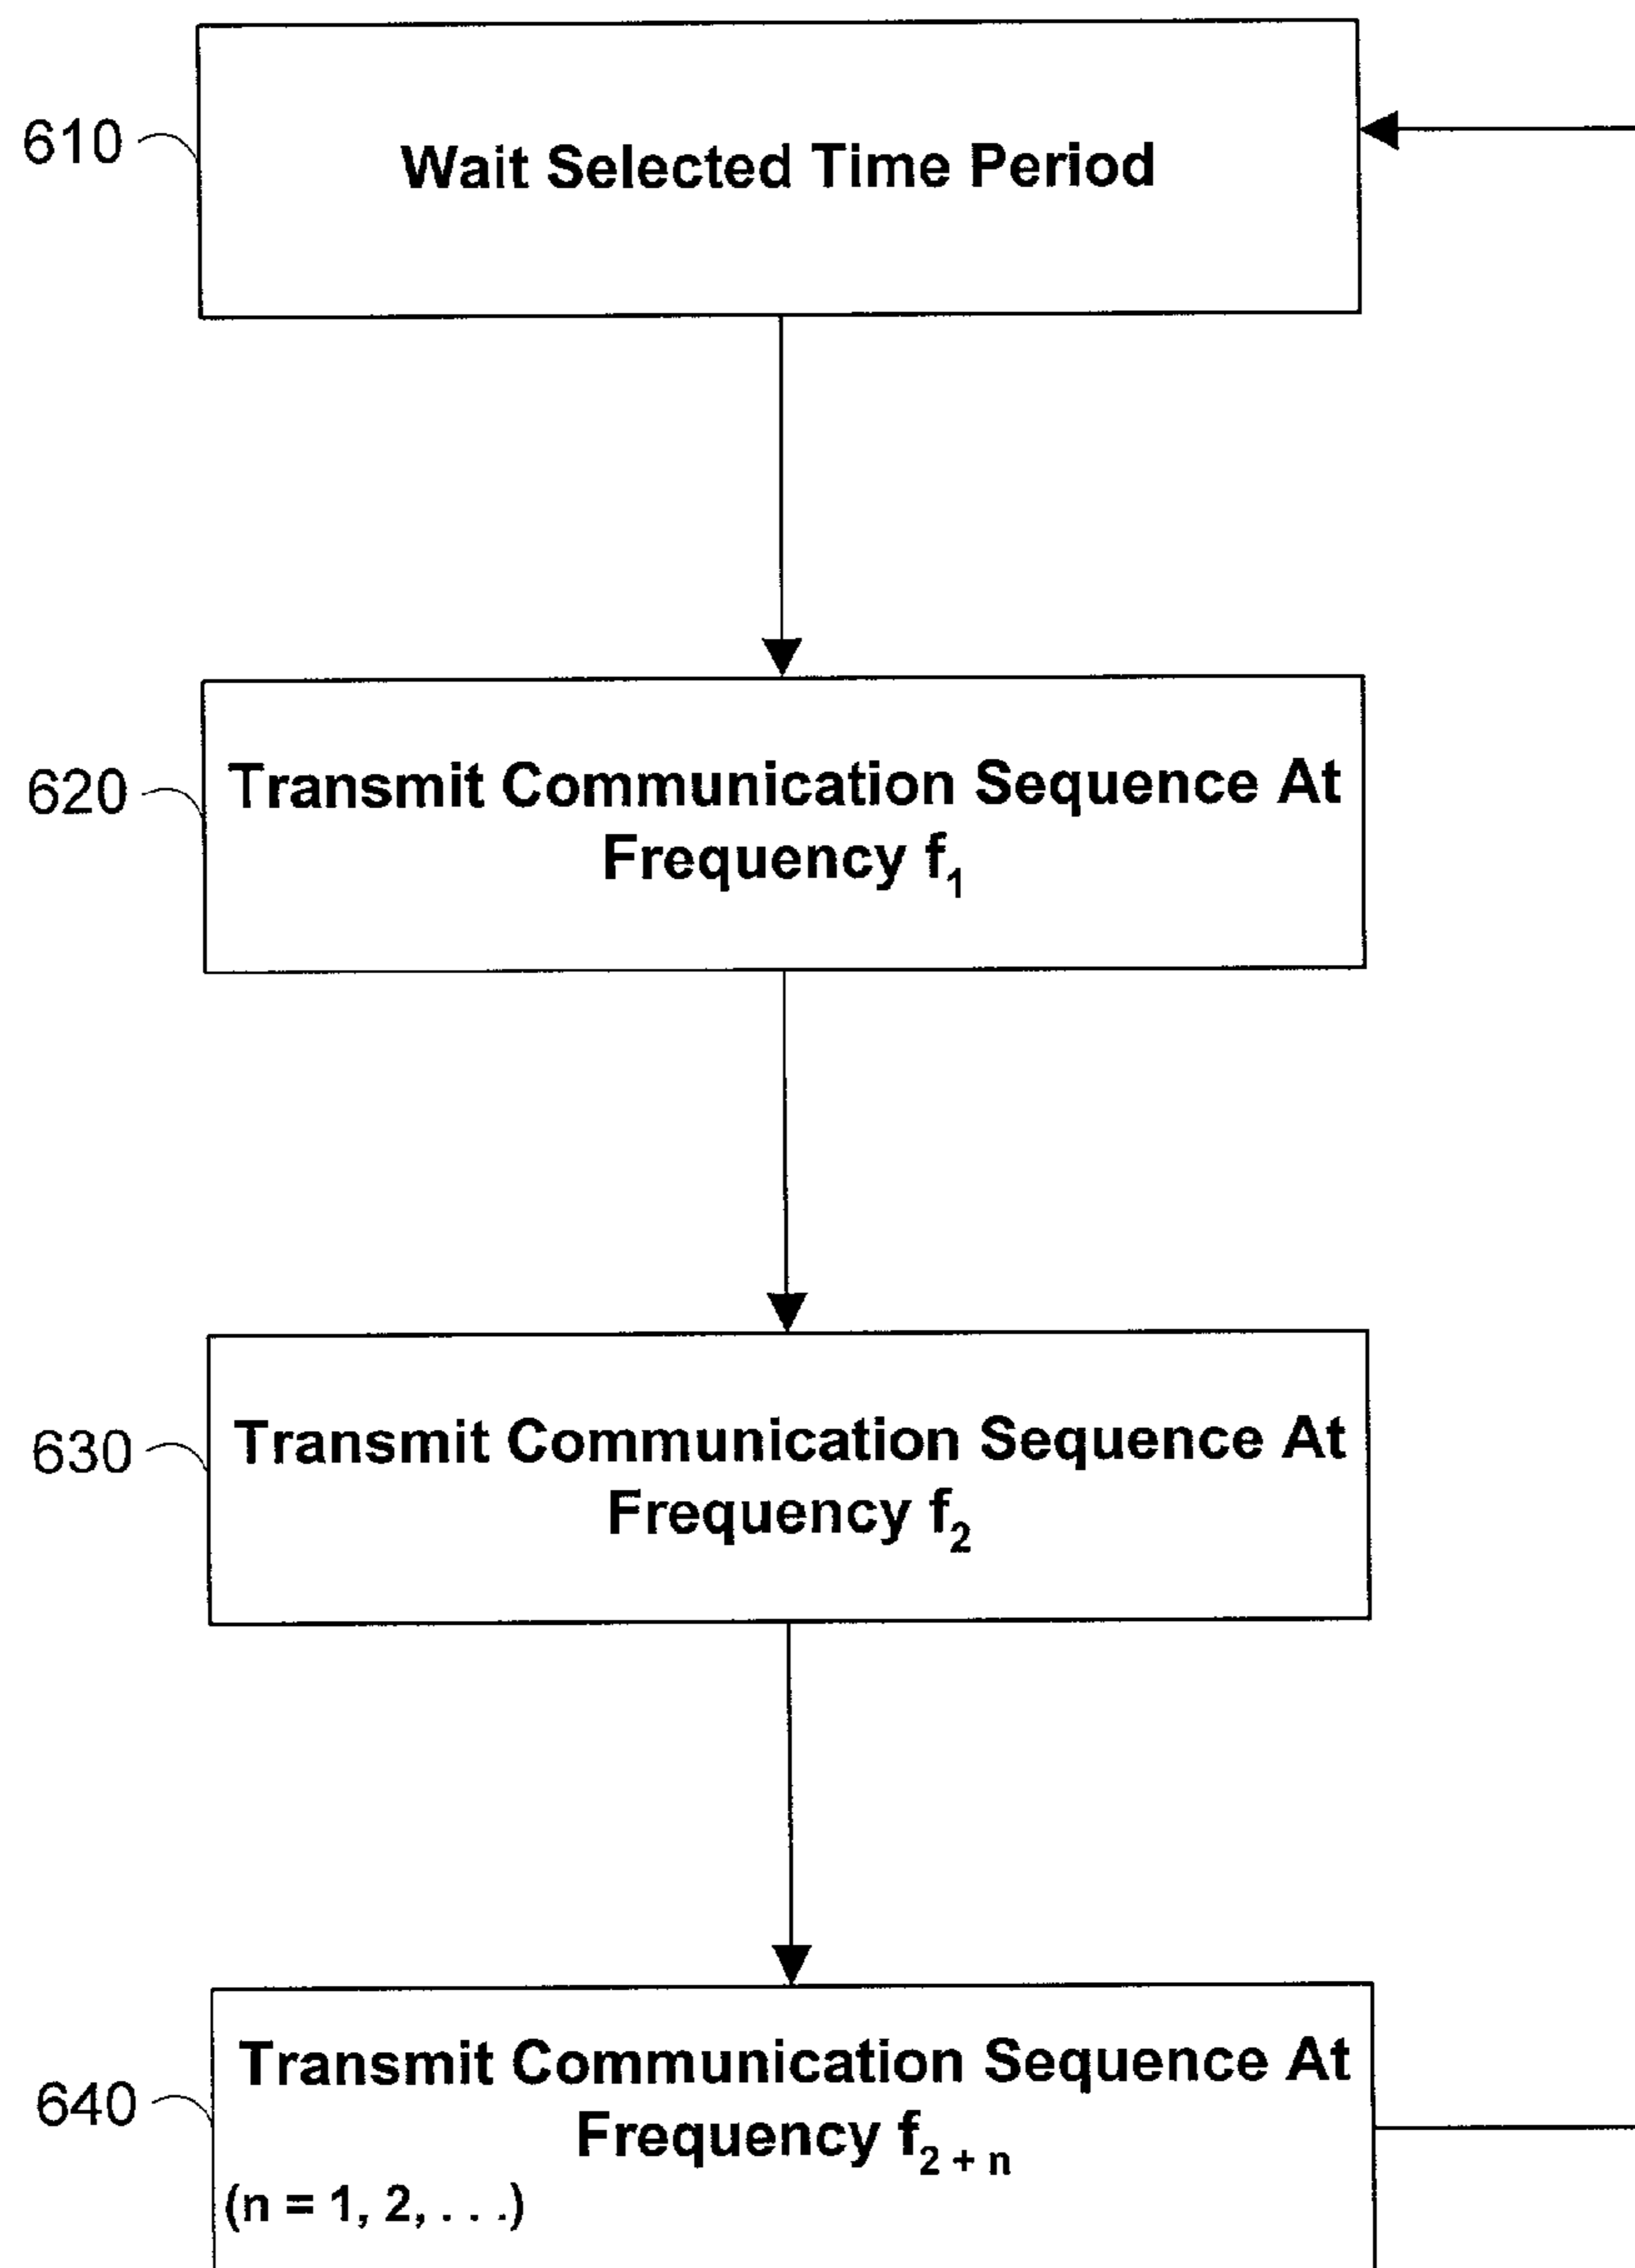 610
Wait Selected Time Period
620
Transmit Communication Sequence At
Frequency f₁
630
Transmit Communication Sequence At
Frequency f₂
640
Transmit Communication Sequence At
Frequency f₂ ₊ ₙ
(n = 1, 2, . . .)